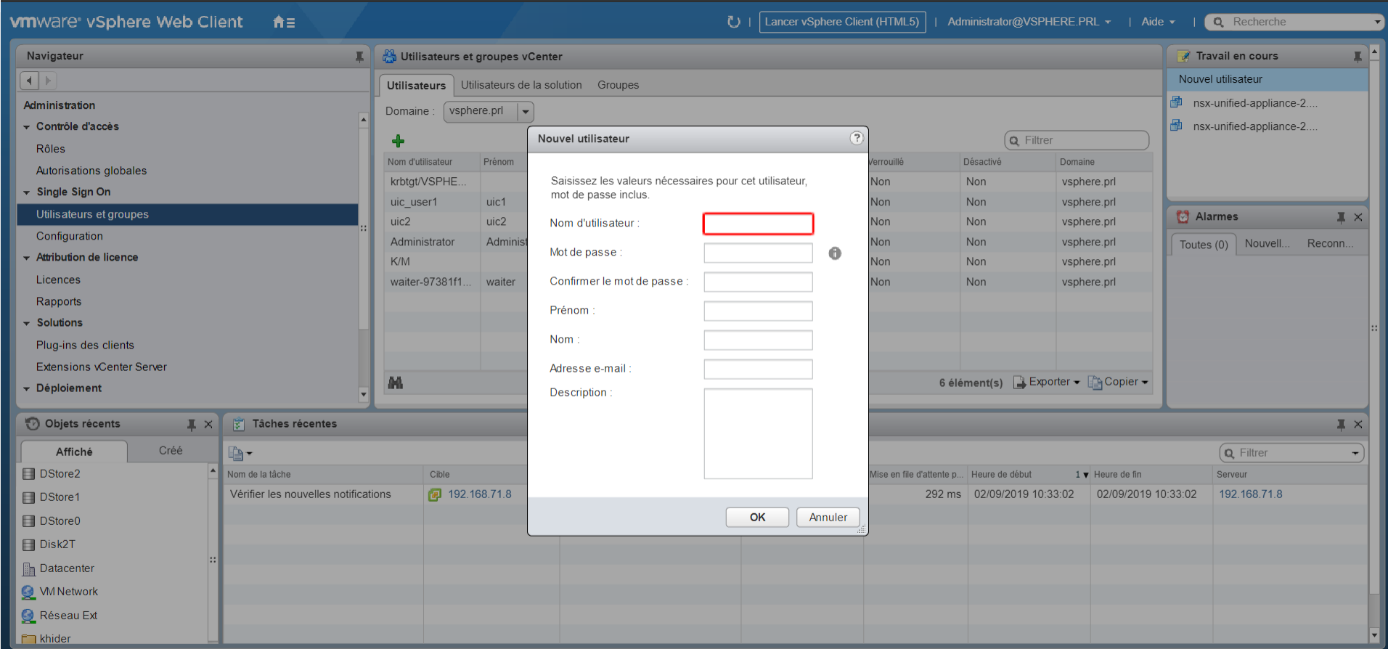 vmware® vSphere Web Client
Lancer vSphere Client (HTML5)
Administrator@VSPHERE.PRL
Aide
Recherche
Navigateur
Administration
Contrôle d'accès
Rôles
Autorisations globales
Single Sign On
Utilisateurs et groupes
Configuration
Attribution de licence
Licences
Rapports
Solutions
Plug-ins des clients
Extensions vCenter Server
Déploiement
Utilisateurs et groupes vCenter
Utilisateurs Utilisateurs de la solution Groupes
Domaine : vsphere.prl
Filtrer
Nom d'utilisateur Prénom Verrouillé Désactivé Domaine
krbtgt/VSPHE... Non Non vsphere.prl
uic_user1 uic1 Non Non vsphere.prl
uic2 uic2 Non Non vsphere.prl
Administrator Administ Non Non vsphere.prl
K/M Non Non vsphere.prl
waiter-97381f1... waiter Non Non vsphere.prl
6 élément(s) Exporter Copier
Nouvel utilisateur
?
Saisissez les valeurs nécessaires pour cet utilisateur,
mot de passe inclus.
Nom d'utilisateur :
Mot de passe :
Confirmer le mot de passe :
Prénom :
Nom :
Adresse e-mail :
Description :
OK Annuler
Travail en cours
Nouvel utilisateur
nsx-unified-appliance-2....
nsx-unified-appliance-2....
Alarmes
Toutes (0) Nouvell... Reconn...
Objets récents
Affiché Créé
DStore2
DStore1
DStore0
Disk2T
Datacenter
VM Network
Réseau Ext
khider
Tâches récentes
Filtrer
Nom de la tâche Cible Mise en file d'attente p... Heure de début 1 Heure de fin Serveur
Vérifier les nouvelles notifications 192.168.71.8 292 ms 02/09/2019 10:33:02 02/09/2019 10:33:02 192.168.71.8